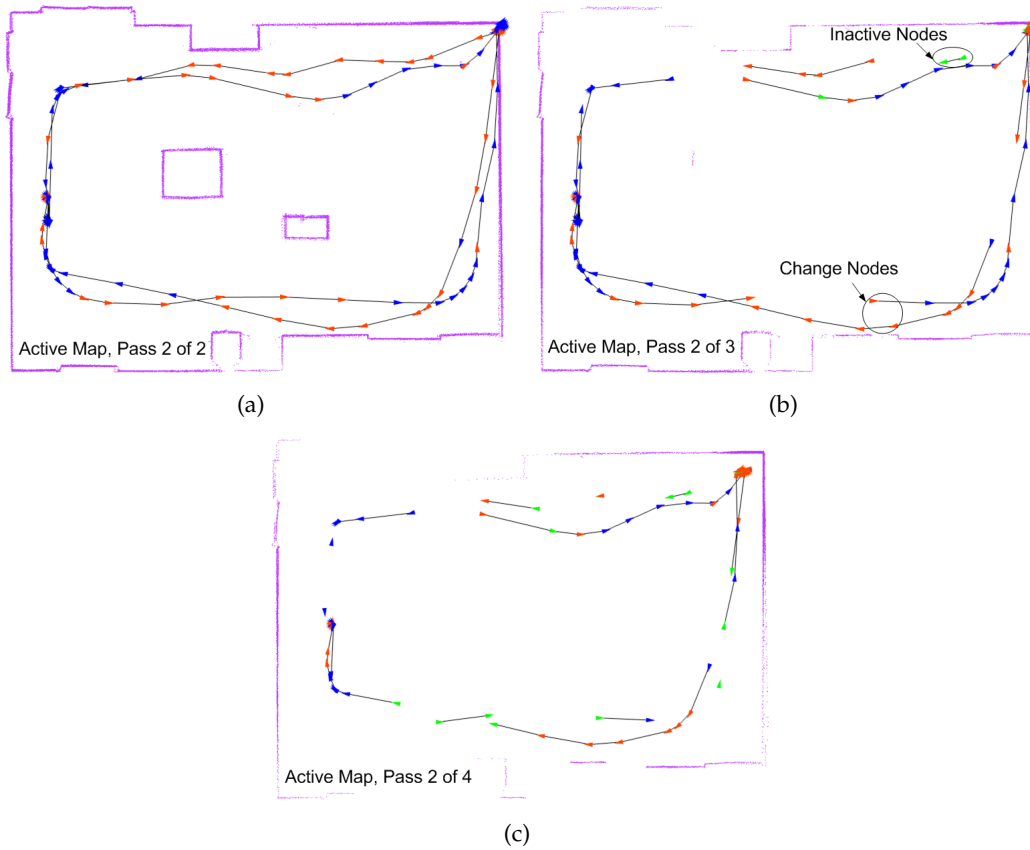 Inactive Nodes
Change Nodes
Active Map, Pass 2 of 2
Active Map, Pass 2 of 3
(a)
(b)
Active Map, Pass 2 of 4
(c)